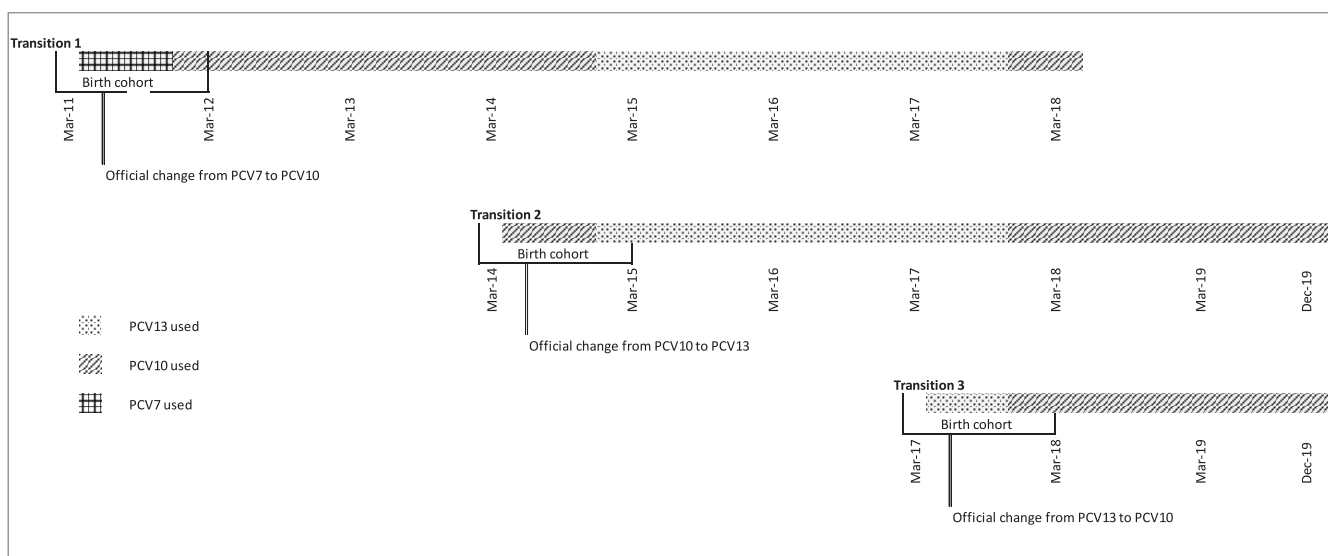 Transition 1
Birth cohort
Mar-11
Mar-12
Mar-13
Mar-14
Mar-15
Mar-16
Mar-17
Mar-18
Official change from PCV7 to PCV10
Transition 2
Birth cohort
Mar-14
Mar-15
Mar-16
Mar-17
Mar-18
Mar-19
Dec-19
Official change from PCV10 to PCV13
PCV13 used
PCV10 used
PCV7 used
Transition 3
Birth cohort
Mar-17
Mar-18
Mar-19
Dec-19
Official change from PCV13 to PCV10